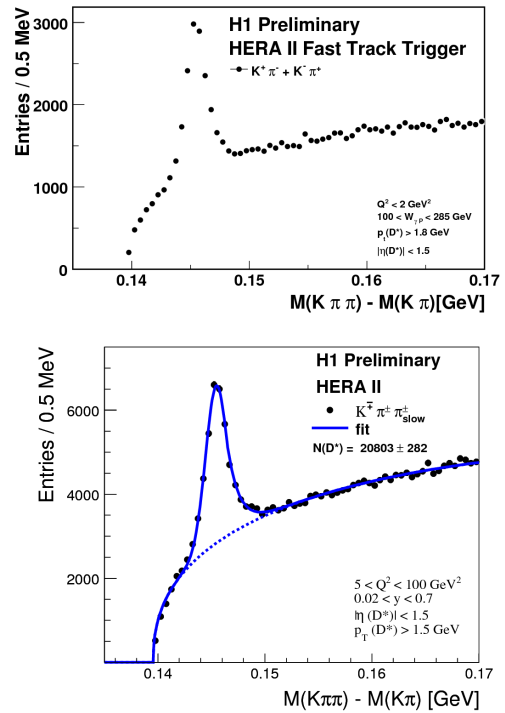 H1 Preliminary
HERA II Fast Track Trigger
K⁺ π⁻ + K⁻ π⁺
Entries / 0.5 MeV
3000
2000
1000
0
Q² < 2 GeV²
100 < W_γ p < 285 GeV
p_t(D*) > 1.8 GeV
|η(D*)| < 1.5
0.14 0.15 0.16 0.17
M(K π π) - M(K π)[GeV]
H1 Preliminary
HERA II
K^∓ π^± π^±_slow
fit
N(D*) = 20803 ± 282
Entries / 0.5 MeV
6000
4000
2000
5 < Q² < 100 GeV²
0.02 < y < 0.7
|η (D*)| < 1.5
p_T (D*) > 1.5 GeV
0.14 0.15 0.16 0.17
M(Kππ) - M(Kπ) [GeV]